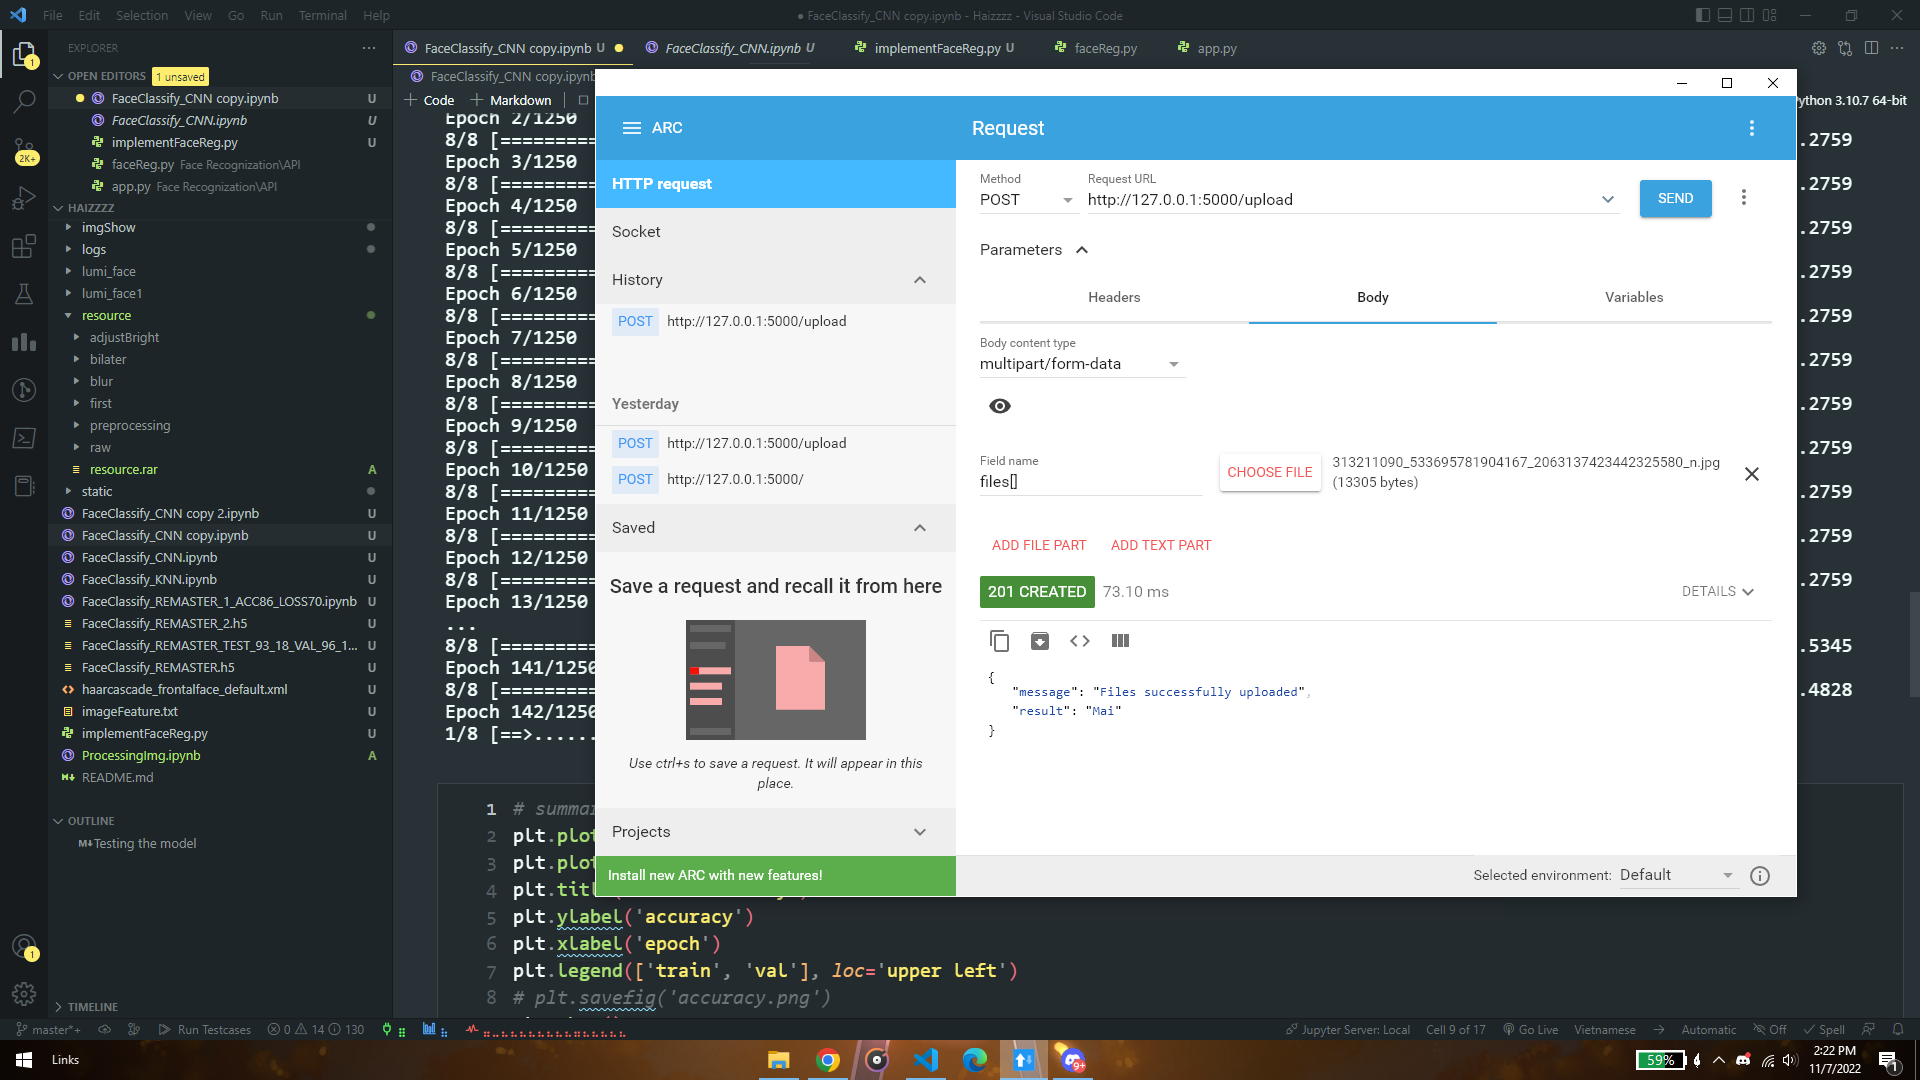 File Edit Selection View Go Run Terminal Help
● FaceClassify_CNN copy.ipynb - Haizzzz - Visual Studio Code
EXPLORER
OPEN EDITORS 1 unsaved
FaceClassify_CNN copy.ipynb U
FaceClassify_CNN.ipynb U
implementFaceReg.py U
faceReg.py Face Recognization\API
app.py Face Recognization\API
HAIZZZZ
imgShow
logs
lumi_face
lumi_face1
resource
adjustBright
bilater
blur
first
preprocessing
raw
resource.rar A
static
FaceClassify_CNN copy 2.ipynb U
FaceClassify_CNN copy.ipynb U
FaceClassify_CNN.ipynb U
FaceClassify_KNN.ipynb U
FaceClassify_REMASTER_1_ACC86_LOSS70.ipynb U
FaceClassify_REMASTER_2.h5 U
FaceClassify_REMASTER_TEST_93_18_VAL_96_1... U
FaceClassify_REMASTER.h5 U
haarcascade_frontalface_default.xml U
imageFeature.txt U
implementFaceReg.py U
ProcessingImg.ipynb A
README.md
OUTLINE
M↓Testing the model
TIMELINE
1
2K+
1
FaceClassify_CNN copy.ipynb U
FaceClassify_CNN.ipynb U
implementFaceReg.py U
faceReg.py
app.py
FaceClassify_CNN copy.ipynb
+ Code + Markdown
Python 3.10.7 64-bit
Epoch 2/1250
8/8 [========= .2759
Epoch 3/1250
8/8 [========= .2759
Epoch 4/1250
8/8 [========= .2759
Epoch 5/1250
8/8 [========= .2759
Epoch 6/1250
8/8 [========= .2759
Epoch 7/1250
8/8 [========= .2759
Epoch 8/1250
8/8 [========= .2759
Epoch 9/1250
8/8 [========= .2759
Epoch 10/1250
8/8 [========= .2759
Epoch 11/1250
8/8 [========= .2759
Epoch 12/1250
8/8 [========= .2759
Epoch 13/1250
...
8/8 [========= .5345
Epoch 141/1250
8/8 [========= .4828
Epoch 142/1250
1/8 [==>......
1 # summa
2 plt.plot
3 plt.plot
4 plt.titl
5 plt.ylabel('accuracy')
6 plt.xlabel('epoch')
7 plt.legend(['train', 'val'], loc='upper left')
8 # plt.savefig('accuracy.png')
ARC
HTTP request
Socket
History
POST http://127.0.0.1:5000/upload
Yesterday
POST http://127.0.0.1:5000/upload
POST http://127.0.0.1:5000/
Saved
Save a request and recall it from here
Use ctrl+s to save a request. It will appear in this
place.
Projects
Install new ARC with new features!
Request
Method
POST
Request URL
http://127.0.0.1:5000/upload
SEND
Parameters
Headers Body Variables
Body content type
multipart/form-data
Field name
files[]
CHOOSE FILE
313211090_533695781904167_2063137423442325580_n.jpg
(13305 bytes)
ADD FILE PART ADD TEXT PART
201 CREATED 73.10 ms DETAILS
{
"message": "Files successfully uploaded",
"result": "Mai"
}
Selected environment: Default
master*+ Run Testcases 0 14 130
Jupyter Server: Local Cell 9 of 17 Go Live Vietnamese Automatic Off Spell
Links
9+
59%
2:22 PM
11/7/2022
1